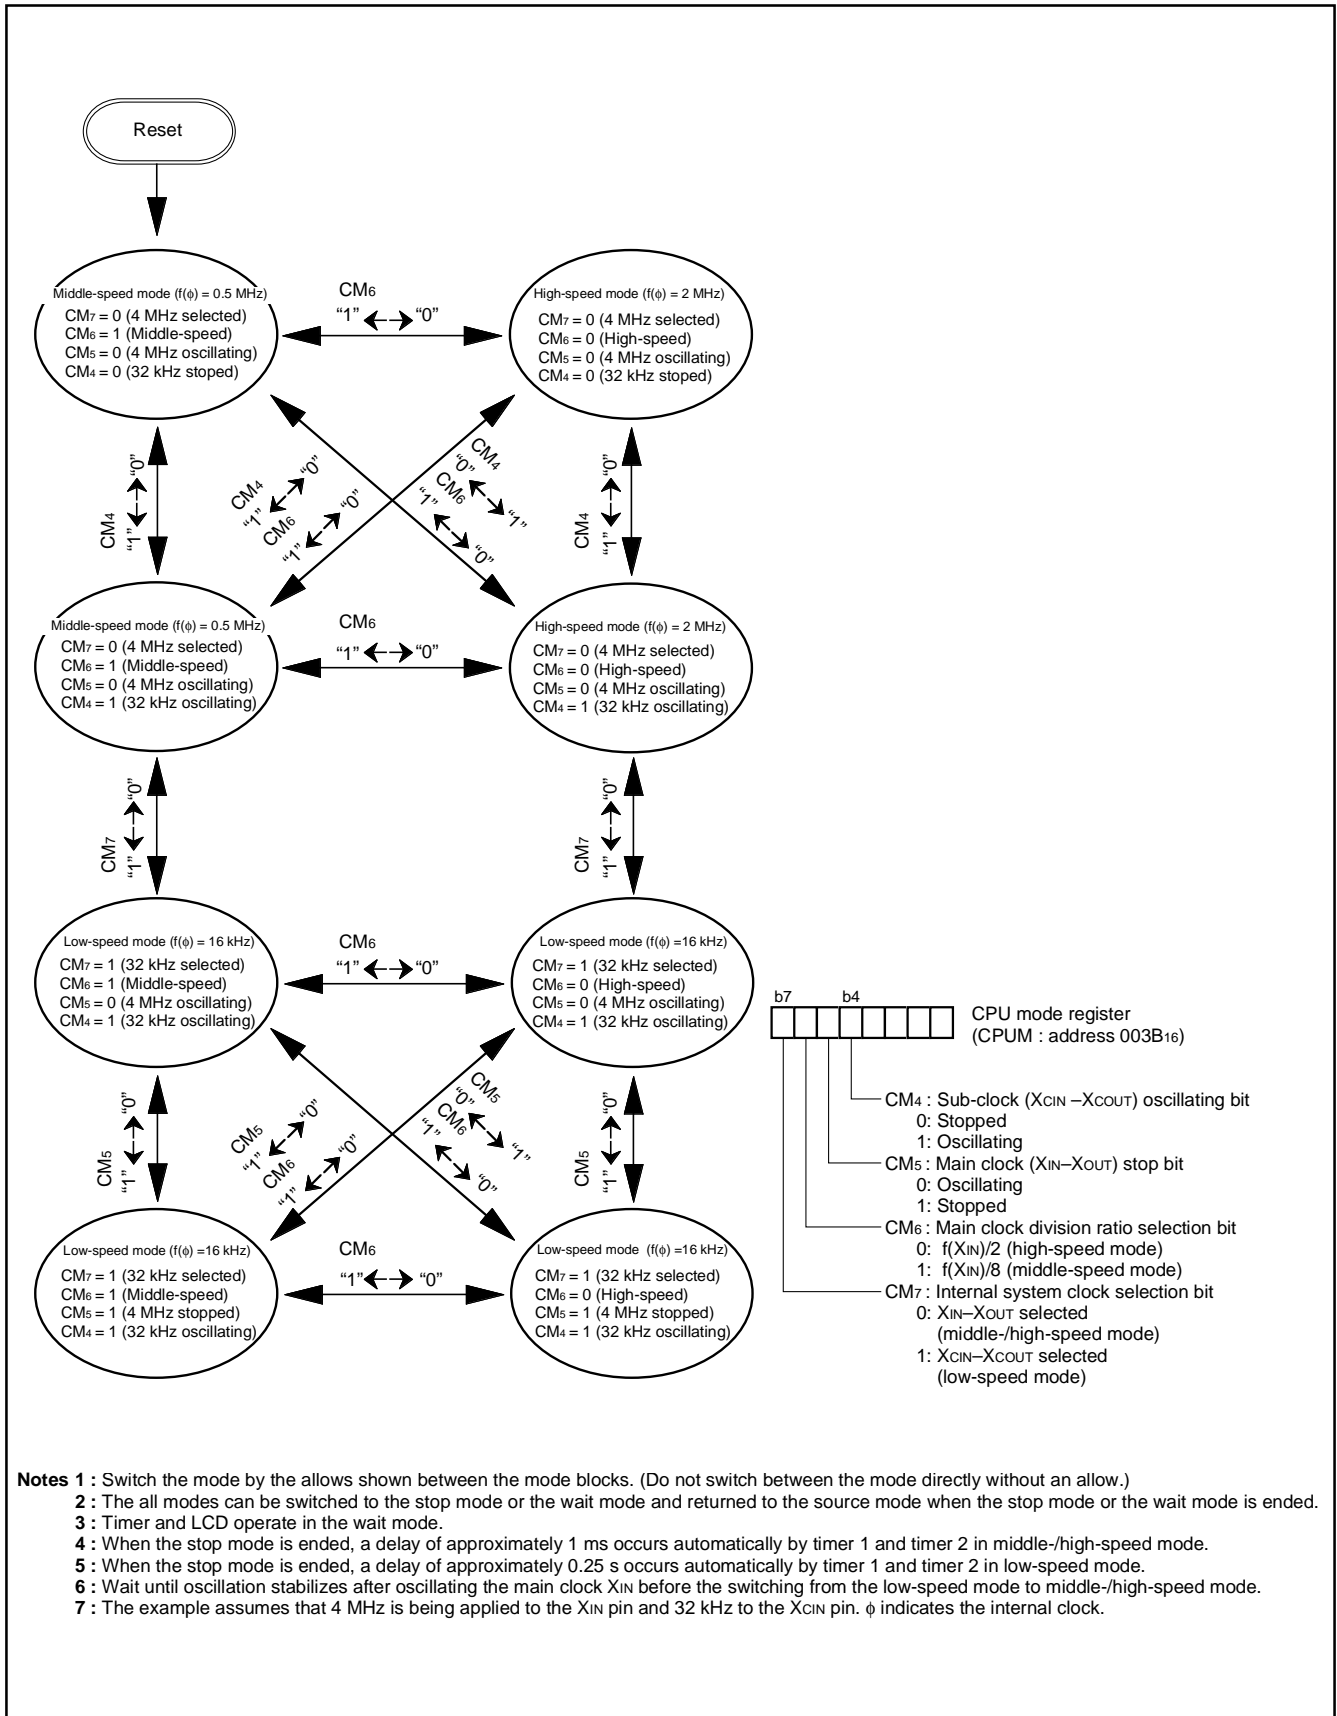 Reset
Middle-speed mode (f(ϕ) = 0.5 MHz)
CM7 = 0 (4 MHz selected)
CM6 = 1 (Middle-speed)
CM5 = 0 (4 MHz oscillating)
CM4 = 0 (32 kHz stoped)
CM6
“1” “0”
High-speed mode (f(ϕ) = 2 MHz)
CM7 = 0 (4 MHz selected)
CM6 = 0 (High-speed)
CM5 = 0 (4 MHz oscillating)
CM4 = 0 (32 kHz stoped)
CM4
“1” “0”
CM4
“1” “0”
CM6
“1” “0”
CM4
“0” “1”
CM6
“1” “0”
CM4
“1” “0”
Middle-speed mode (f(ϕ) = 0.5 MHz)
CM7 = 0 (4 MHz selected)
CM6 = 1 (Middle-speed)
CM5 = 0 (4 MHz oscillating)
CM4 = 1 (32 kHz oscillating)
CM6
“1” “0”
High-speed mode (f(ϕ) = 2 MHz)
CM7 = 0 (4 MHz selected)
CM6 = 0 (High-speed)
CM5 = 0 (4 MHz oscillating)
CM4 = 1 (32 kHz oscillating)
CM7
“1” “0”
CM7
“1” “0”
Low-speed mode (f(ϕ) = 16 kHz)
CM7 = 1 (32 kHz selected)
CM6 = 1 (Middle-speed)
CM5 = 0 (4 MHz oscillating)
CM4 = 1 (32 kHz oscillating)
CM6
“1” “0”
Low-speed mode (f(ϕ) =16 kHz)
CM7 = 1 (32 kHz selected)
CM6 = 0 (High-speed)
CM5 = 0 (4 MHz oscillating)
CM4 = 1 (32 kHz oscillating)
CM5
“1” “0”
CM5
“1” “0”
CM6
“1” “0”
CM5
“0” “1”
CM6
“1” “0”
CM5
“1” “0”
Low-speed mode (f(ϕ) =16 kHz)
CM7 = 1 (32 kHz selected)
CM6 = 1 (Middle-speed)
CM5 = 1 (4 MHz stopped)
CM4 = 1 (32 kHz oscillating)
CM6
“1” “0”
Low-speed mode (f(ϕ) =16 kHz)
CM7 = 1 (32 kHz selected)
CM6 = 0 (High-speed)
CM5 = 1 (4 MHz stopped)
CM4 = 1 (32 kHz oscillating)
b7 b4
CPU mode register
(CPUM : address 003B16)
CM4 : Sub-clock (XCIN –XCOUT) oscillating bit
0: Stopped
1: Oscillating
CM5 : Main clock (XIN–XOUT) stop bit
0: Oscillating
1: Stopped
CM6 : Main clock division ratio selection bit
0: f(XIN)/2 (high-speed mode)
1: f(XIN)/8 (middle-speed mode)
CM7 : Internal system clock selection bit
0: XIN–XOUT selected
(middle-/high-speed mode)
1: XCIN–XCOUT selected
(low-speed mode)
Notes 1 : Switch the mode by the allows shown between the mode blocks. (Do not switch between the mode directly without an allow.)
2 : The all modes can be switched to the stop mode or the wait mode and returned to the source mode when the stop mode or the wait mode is ended.
3 : Timer and LCD operate in the wait mode.
4 : When the stop mode is ended, a delay of approximately 1 ms occurs automatically by timer 1 and timer 2 in middle-/high-speed mode.
5 : When the stop mode is ended, a delay of approximately 0.25 s occurs automatically by timer 1 and timer 2 in low-speed mode.
6 : Wait until oscillation stabilizes after oscillating the main clock XIN before the switching from the low-speed mode to middle-/high-speed mode.
7 : The example assumes that 4 MHz is being applied to the XIN pin and 32 kHz to the XCIN pin. ϕ indicates the internal clock.